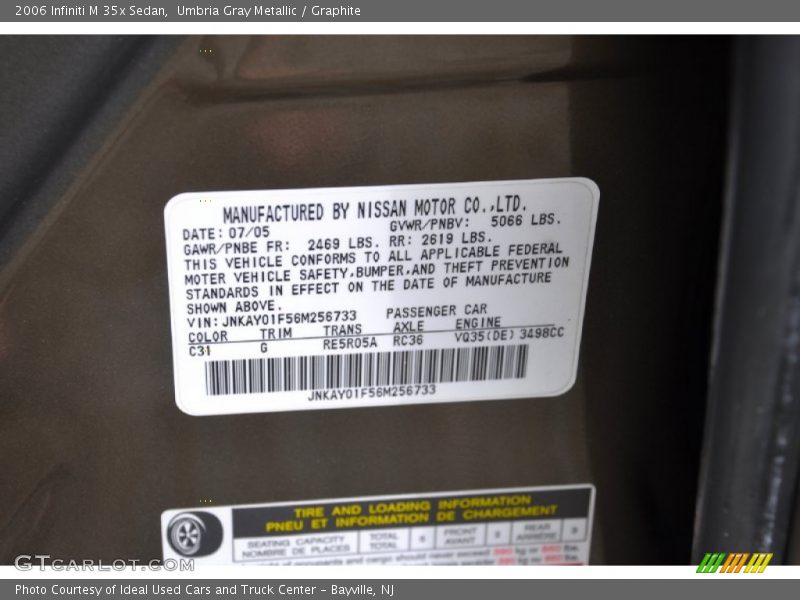 2006 Infiniti M 35x Sedan, Umbria Gray Metallic / Graphite
MANUFACTURED BY NISSAN MOTOR CO.,LTD.
DATE: 07/05 GVWR/PNBV: 5066 LBS.
GAWR/PNBE FR: 2469 LBS. RR: 2619 LBS.
THIS VEHICLE CONFORMS TO ALL APPLICABLE FEDERAL
MOTER VEHICLE SAFETY,BUMPER,AND THEFT PREVENTION
STANDARDS IN EFFECT ON THE DATE OF MANUFACTURE
SHOWN ABOVE.
VIN: JNKAY01F56M256733 PASSENGER CAR
COLOR TRIM TRANS AXLE ENGINE
C31 G RE5R05A RC36 VQ35(DE) 3498CC
JNKAY01F56M256733
TIRE AND LOADING INFORMATION
PNEU ET INFORMATION DE CHARGEMENT
SEATING CAPACITY TOTAL FRONT REAR
NOMBRE DE PLACES TOTAL AVANT ARRIÈRE
GTCARLOT.COM
Photo Courtesy of Ideal Used Cars and Truck Center – Bayville, NJ